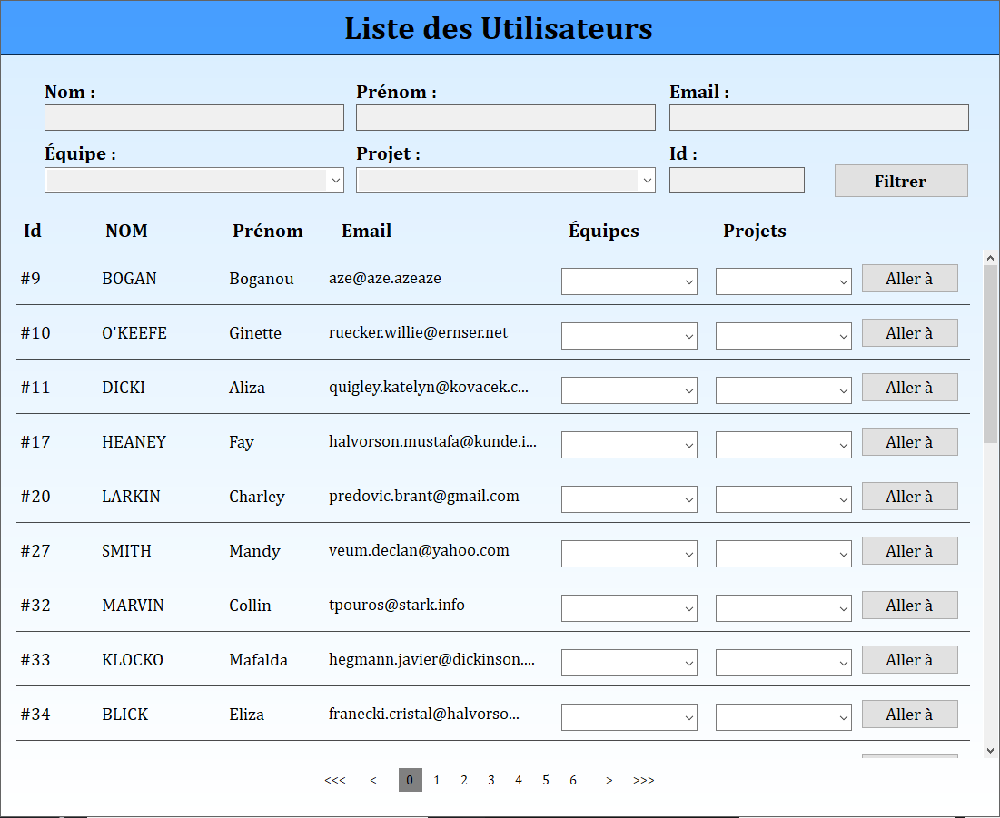 Liste des Utilisateurs
Nom : Prénom : Email :
Équipe : Projet : Id :
Filtrer
Id NOM Prénom Email Équipes Projets
#9 BOGAN Boganou aze@aze.azeaze Aller à
#10 O'KEEFE Ginette ruecker.willie@ernser.net Aller à
#11 DICKI Aliza quigley.katelyn@kovacek.c... Aller à
#17 HEANEY Fay halvorson.mustafa@kunde.i... Aller à
#20 LARKIN Charley predovic.brant@gmail.com Aller à
#27 SMITH Mandy veum.declan@yahoo.com Aller à
#32 MARVIN Collin tpouros@stark.info Aller à
#33 KLOCKO Mafalda hegmann.javier@dickinson.... Aller à
#34 BLICK Eliza franecki.cristal@halvorso... Aller à
<<< < 0 1 2 3 4 5 6 > >>>